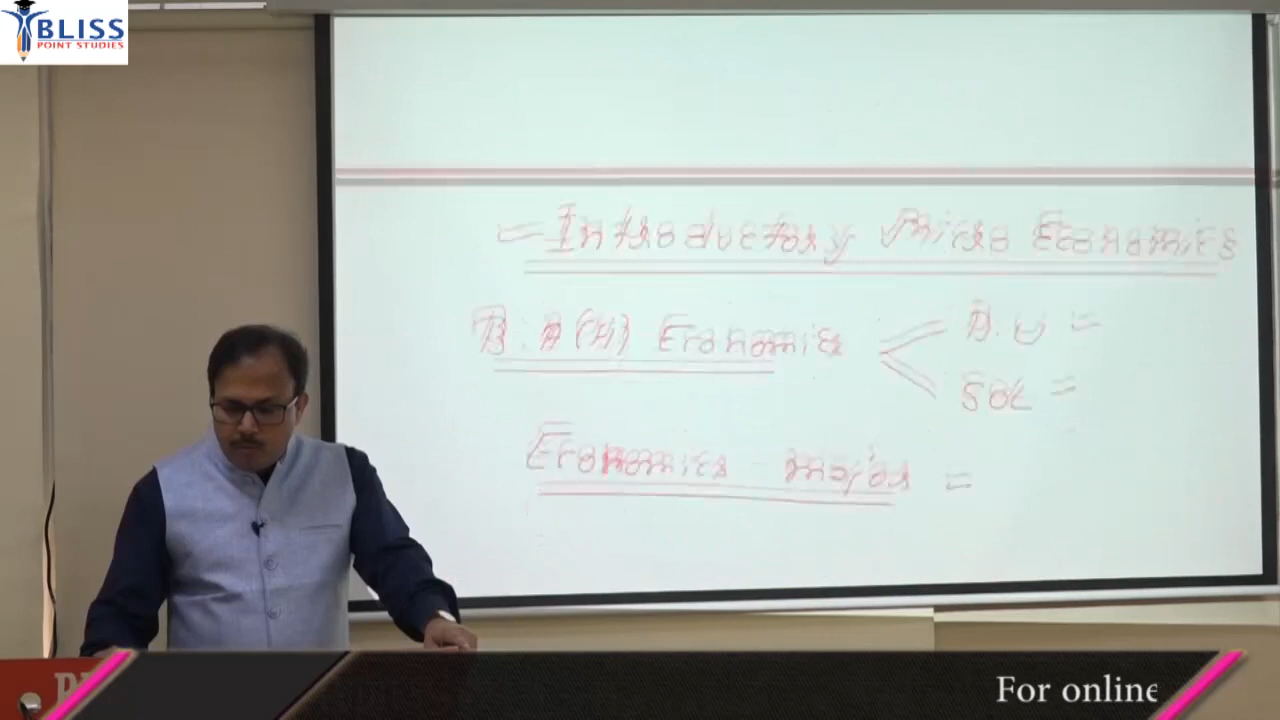 BLISS
POINT STUDIES
= Introductory Micro Economics
B.A(H) Economics
D.U =
SOL =
Economics - major =
For online